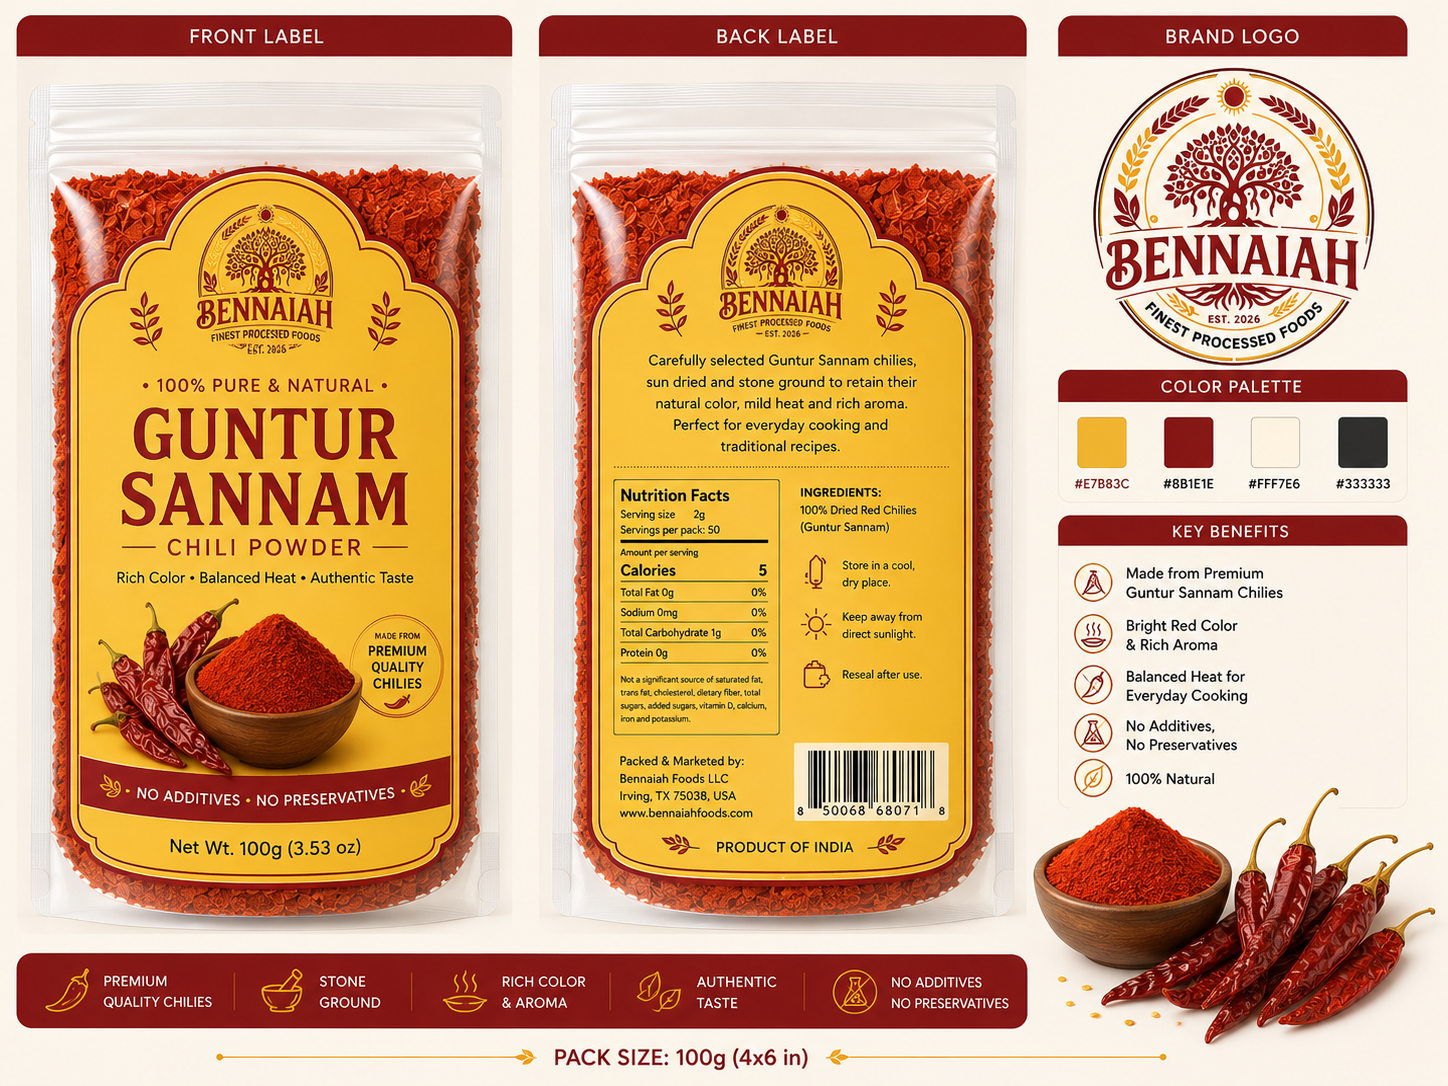 FRONT LABEL
BENNAIAH
FINEST PROCESSED FOODS
EST. 2026
• 100% PURE & NATURAL •
GUNTUR
SANNAM
CHILI POWDER
Rich Color • Balanced Heat • Authentic Taste
MADE FROM
PREMIUM
QUALITY
CHILIES
• NO ADDITIVES • NO PRESERVATIVES •
Net Wt. 100g (3.53 oz)
BACK LABEL
BENNAIAH
FINEST PROCESSED FOODS
— EST. 2026 —
Carefully selected Guntur Sannam chilies,
sun dried and stone ground to retain their
natural color, mild heat and rich aroma.
Perfect for everyday cooking and
traditional recipes.
Nutrition Facts
Serving size 2g
Servings per pack: 50
Amount per serving
Calories 5
Total Fat 0g 0%
Sodium 0mg 0%
Total Carbohydrate 1g 0%
Protein 0g 0%
Not a significant source of saturated fat,
trans fat, cholesterol, dietary fiber, total
sugars, added sugars, vitamin D, calcium,
iron and potassium.
INGREDIENTS:
100% Dried Red Chilies
(Guntur Sannam)
Store in a cool,
dry place.
Keep away from
direct sunlight.
Reseal after use.
Packed & Marketed by:
Bennaiah Foods LLC
Irving, TX 75038, USA
www.bennaiahfoods.com
8 50068 68071 8
PRODUCT OF INDIA
BRAND LOGO
BENNAIAH
EST. 2026
FINEST PROCESSED FOODS
COLOR PALETTE
#E7B83C #8B1E1E #FFF7E6 #333333
KEY BENEFITS
Made from Premium
Guntur Sannam Chilies
Bright Red Color
& Rich Aroma
Balanced Heat for
Everyday Cooking
No Additives,
No Preservatives
100% Natural
PREMIUM
QUALITY CHILIES
STONE
GROUND
RICH COLOR
& AROMA
AUTHENTIC
TASTE
NO ADDITIVES
NO PRESERVATIVES
PACK SIZE: 100g (4x6 in)